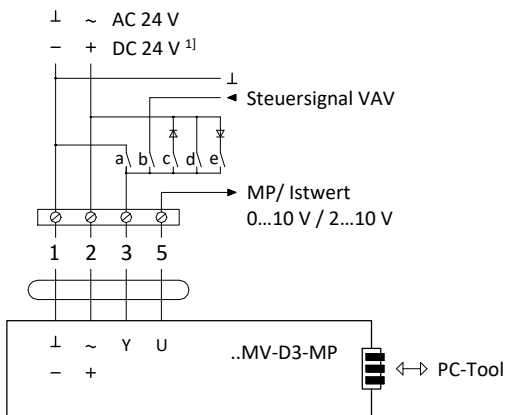 ⊥ ~ AC 24 V
– + DC 24 V 1]
⊥
Steuersignal VAV
a b c d e
MP/ Istwert
0...10 V / 2...10 V
1 2 3 5
⊥ ~ Y U ..MV-D3-MP
– +
PC-Tool